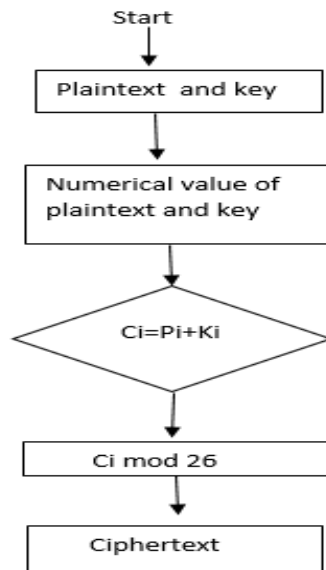 Start
Plaintext and key
Numerical value of
plaintext and key
Ci=Pi+Ki
Ci mod 26
Ciphertext